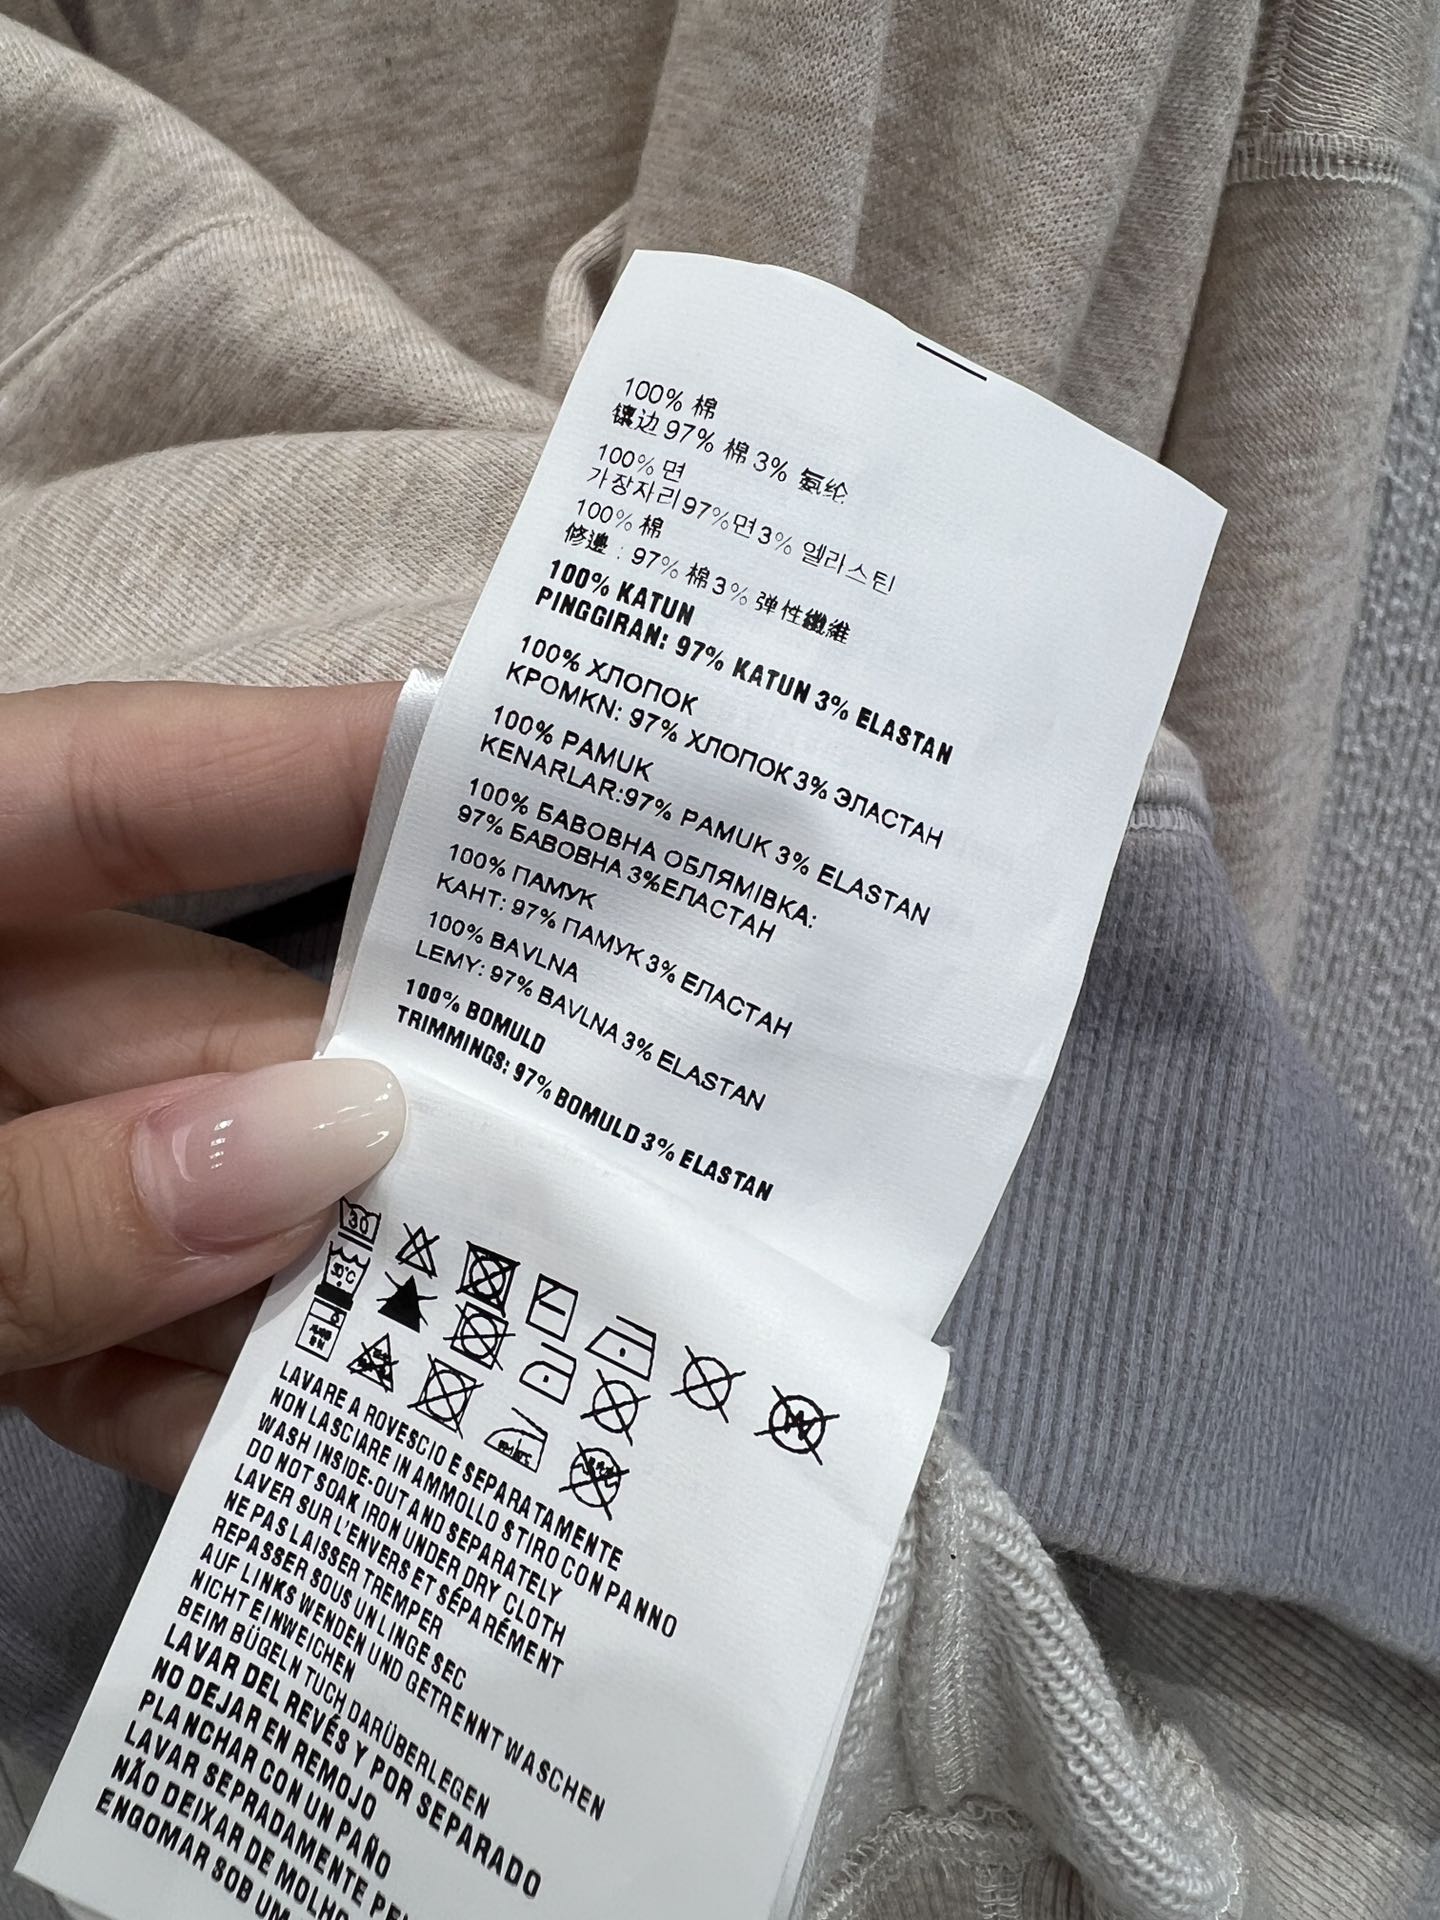 100% 棉
镶边 97% 棉 3% 氨纶
100% 면
가장자리97%면3% 엘라스틴
100% 棉
修邊 : 97% 棉3% 弹性纖維
100% KATUN
PINGGIRAN: 97% KATUN 3% ELASTAN
100% ХЛОПОК
КРОМКN: 97% ХЛОПОК 3% ЭЛАСТАН
100% PAMUK
KENARLAR:97% PAMUK 3% ELASTAN
100% БАВОВНА ОБЛЯМІВКА:
97% БАВОВНА 3%ЕЛАСТАН
100% ПАМУК
КАНТ: 97% ПАМУК 3% ЕЛАСТАН
100% BAVLNA
LEMY: 97% BAVLNA 3% ELASTAN
100% BOMULD
TRIMMINGS: 97% BOMULD 3% ELASTAN
30
30°C
LAVARE A ROVESCIO E SEPARATAMENTE
NON LASCIARE IN AMMOLLO STIRO CON PANNO
WASH INSIDE-OUT AND SEPARATELY
DO NOT SOAK IRON UNDER DRY CLOTH
LAVER SUR L'ENVERS ET SÉPARÉMENT
NE PAS LAISSER TREMPER
REPASSER SOUS UN LINGE SEC
AUF LINKS WENDEN UND GETRENNT WASCHEN
NICHT EINWEICHEN
BEIM BÜGELN TUCH DARÜBERLEGEN
LAVAR DEL REVÉS Y POR SEPARADO
NO DEJAR EN REMOJO
PLANCHAR CON UN PAÑO
LAVAR SEPRADAMENTE
NÃO DEIXAR DE MOLHO
ENGOMAR SOB UM